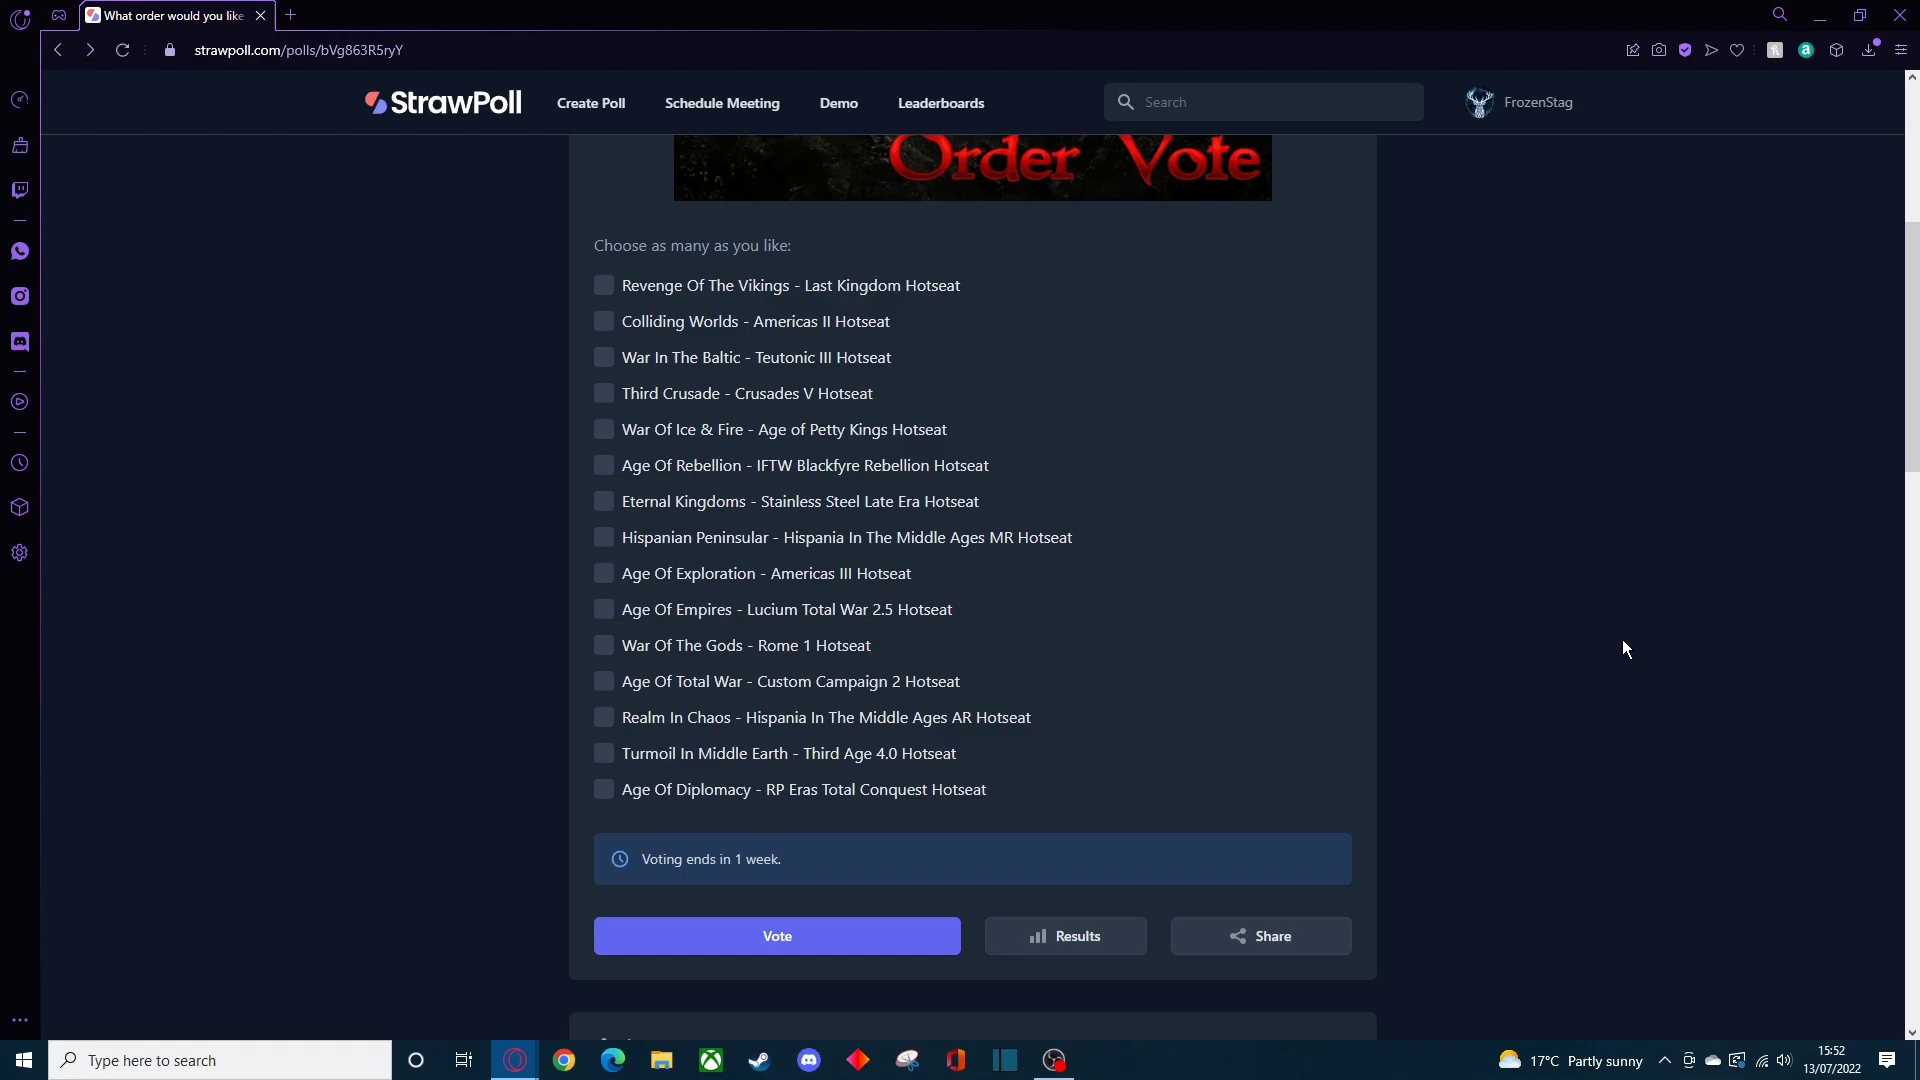 What order would you like
strawpoll.com/polls/bVg863R5ryY
StrawPoll
Create Poll
Schedule Meeting
Demo
Leaderboards
Search
FrozenStag
Order Vote
Choose as many as you like:
Revenge Of The Vikings - Last Kingdom Hotseat
Colliding Worlds - Americas II Hotseat
War In The Baltic - Teutonic III Hotseat
Third Crusade - Crusades V Hotseat
War Of Ice & Fire - Age of Petty Kings Hotseat
Age Of Rebellion - IFTW Blackfyre Rebellion Hotseat
Eternal Kingdoms - Stainless Steel Late Era Hotseat
Hispanian Peninsular - Hispania In The Middle Ages MR Hotseat
Age Of Exploration - Americas III Hotseat
Age Of Empires - Lucium Total War 2.5 Hotseat
War Of The Gods - Rome 1 Hotseat
Age Of Total War - Custom Campaign 2 Hotseat
Realm In Chaos - Hispania In The Middle Ages AR Hotseat
Turmoil In Middle Earth - Third Age 4.0 Hotseat
Age Of Diplomacy - RP Eras Total Conquest Hotseat
Voting ends in 1 week.
Vote
Results
Share
Type here to search
17°C Partly sunny
15:52
13/07/2022